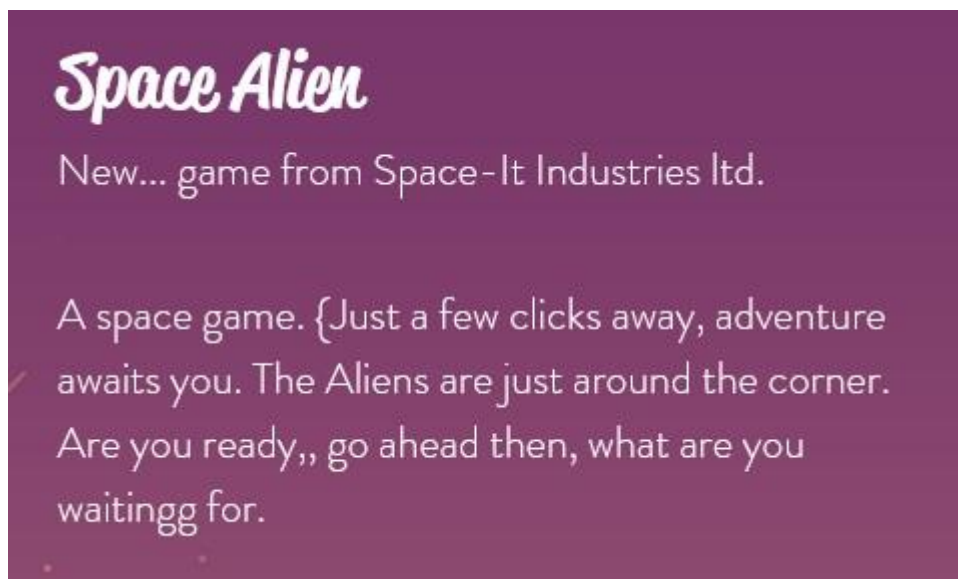 Space Alien
New... game from Space-It Industries ltd.
A space game. {Just a few clicks away, adventure
awaits you. The Aliens are just around the corner.
Are you ready,, go ahead then, what are you
waitingg for.